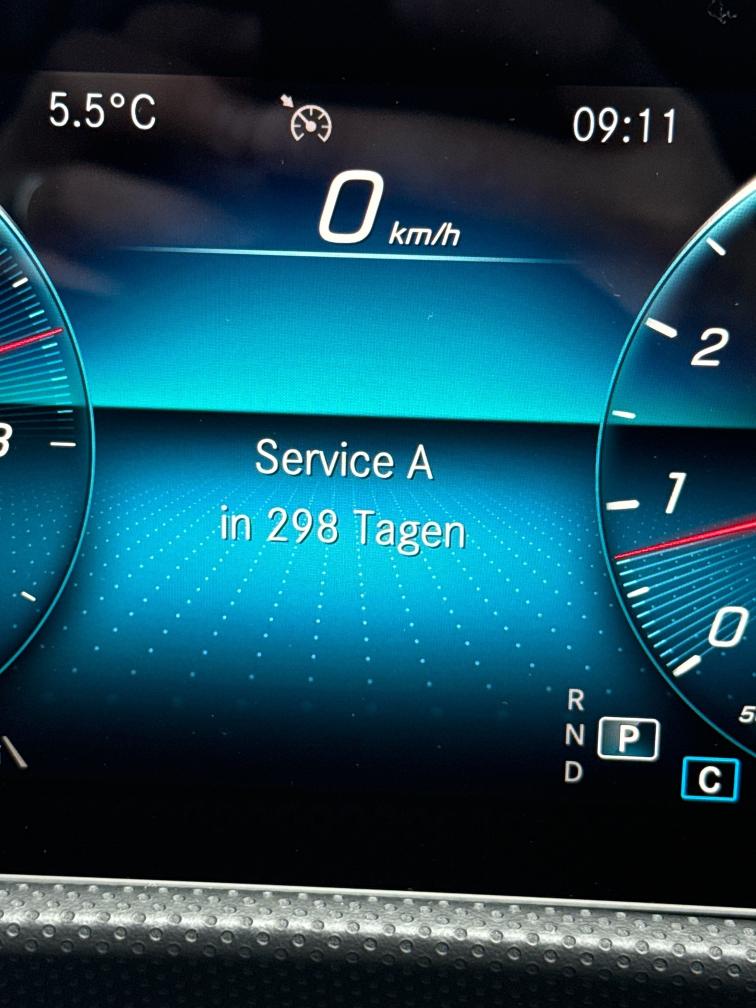 5.5°C
09:11
0 km/h
2
Service A
1
in 298 Tagen
0
R
N
P
D
C